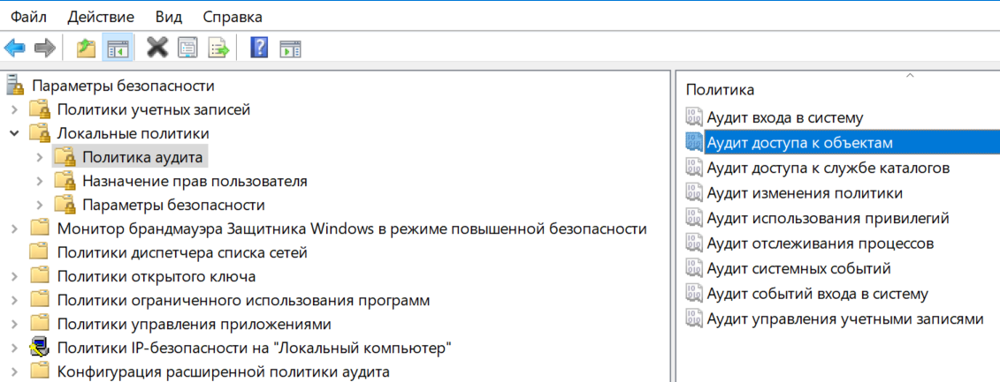 Файл Действие Вид Справка
Параметры безопасности
Политики учетных записей
Локальные политики
Политика аудита
Назначение прав пользователя
Параметры безопасности
Монитор брандмауэра Защитника Windows в режиме повышенной безопасности
Политики диспетчера списка сетей
Политики открытого ключа
Политики ограниченного использования программ
Политики управления приложениями
Политики IP-безопасности на "Локальный компьютер"
Конфигурация расширенной политики аудита
Политика
Аудит входа в систему
Аудит доступа к объектам
Аудит доступа к службе каталогов
Аудит изменения политики
Аудит использования привилегий
Аудит отслеживания процессов
Аудит системных событий
Аудит событий входа в систему
Аудит управления учетными записями